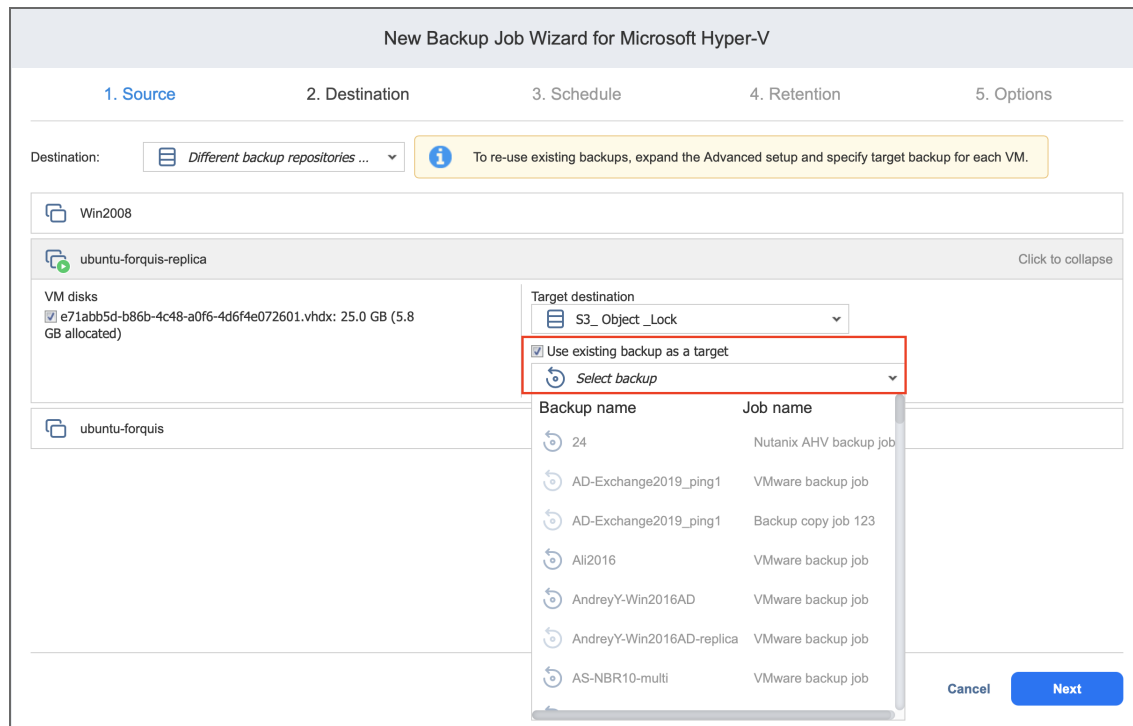 New Backup Job Wizard for Microsoft Hyper-V
1. Source
2. Destination
3. Schedule
4. Retention
5. Options
Destination:
Different backup repositories ...
To re-use existing backups, expand the Advanced setup and specify target backup for each VM.
Win2008
ubuntu-forquis-replica
Click to collapse
VM disks
e71abb5d-b86b-4c48-a0f6-4d6f4e072601.vhdx: 25.0 GB (5.8
GB allocated)
Target destination
S3_ Object _Lock
Use existing backup as a target
Select backup
ubuntu-forquis
Backup name Job name
24 Nutanix AHV backup job
AD-Exchange2019_ping1 VMware backup job
AD-Exchange2019_ping1 Backup copy job 123
Ali2016 VMware backup job
AndreyY-Win2016AD VMware backup job
AndreyY-Win2016AD-replica VMware backup job
AS-NBR10-multi VMware backup job
Cancel
Next